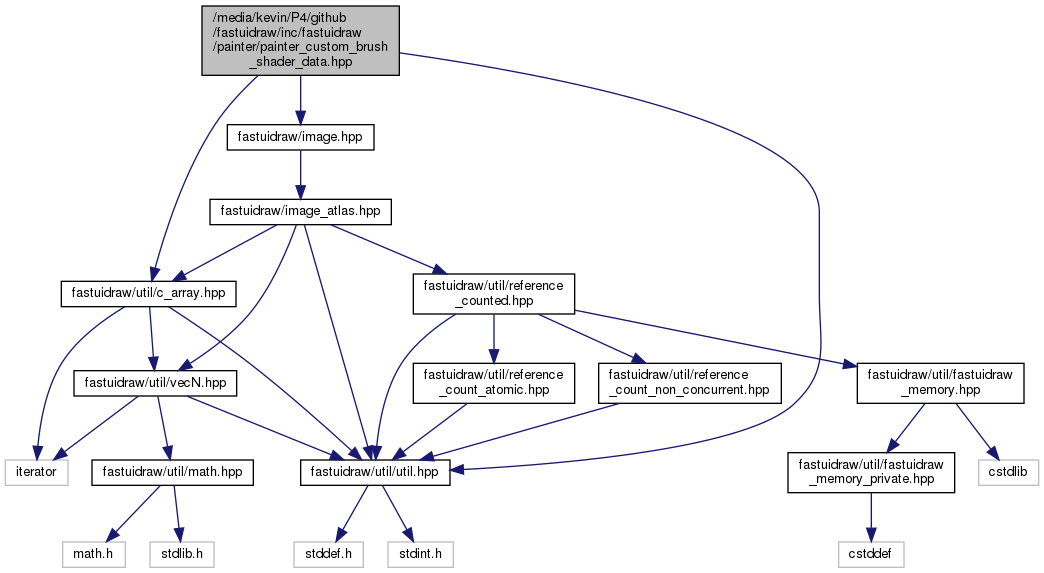 /media/kevin/P4/github
/fastuidraw/inc/fastuidraw
/painter/painter_custom_brush
_shader_data.hpp
fastuidraw/image.hpp
fastuidraw/image_atlas.hpp
fastuidraw/util/c_array.hpp
fastuidraw/util/reference
_counted.hpp
fastuidraw/util/vecN.hpp
fastuidraw/util/reference
_count_atomic.hpp
fastuidraw/util/reference
_count_non_concurrent.hpp
fastuidraw/util/fastuidraw
_memory.hpp
iterator
fastuidraw/util/math.hpp
fastuidraw/util/util.hpp
fastuidraw/util/fastuidraw
_memory_private.hpp
cstdlib
math.h
stdlib.h
stddef.h
stdint.h
cstddef